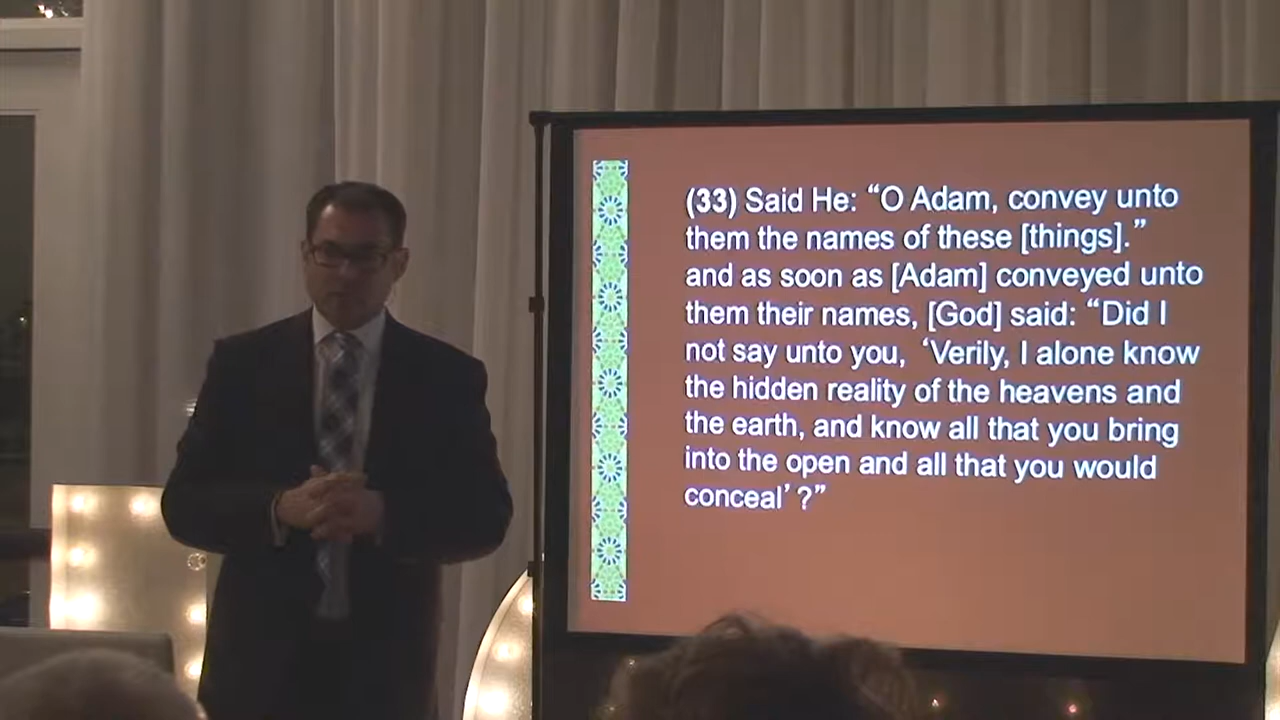 (33) Said He: “O Adam, convey unto
them the names of these [things].”
and as soon as [Adam] conveyed unto
them their names, [God] said: “Did I
not say unto you, ‘Verily, I alone know
the hidden reality of the heavens and
the earth, and know all that you bring
into the open and all that you would
conceal’?”